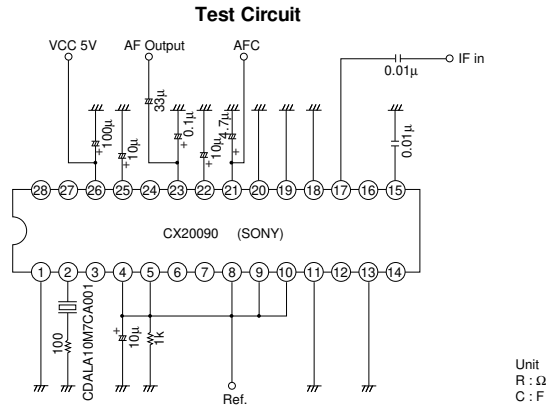 Test Circuit
VCC 5V
AF Output
AFC
IF in
0.01μ
33μ
100μ
10μ
0.1μ
10μ
4.7μ
0.01μ
+
+
+
+
+
28 27 26 25 24 23 22 21 20 19 18 17 16 15
CX20090 (SONY)
1 2 3 4 5 6 7 8 9 10 11 12 13 14
CDALA10M7CA001
100
+
10μ
1k
Ref.
Unit
R : Ω
C : F